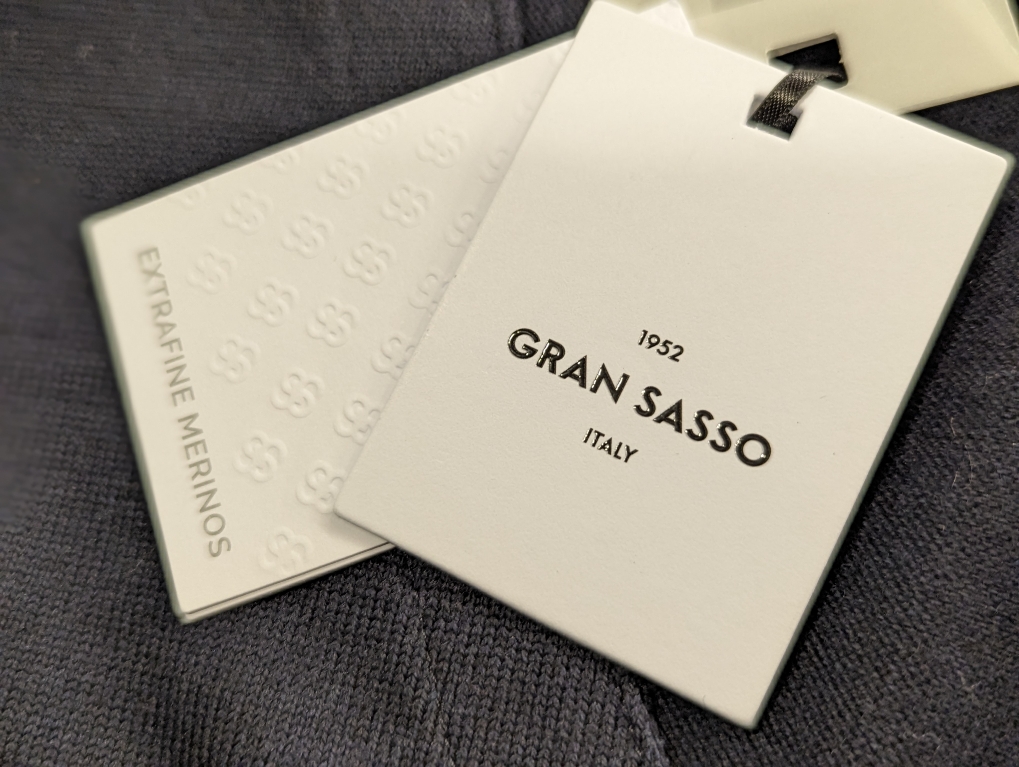 EXTRAFINE MERINOS
1952
GRAN SASSO
ITALY